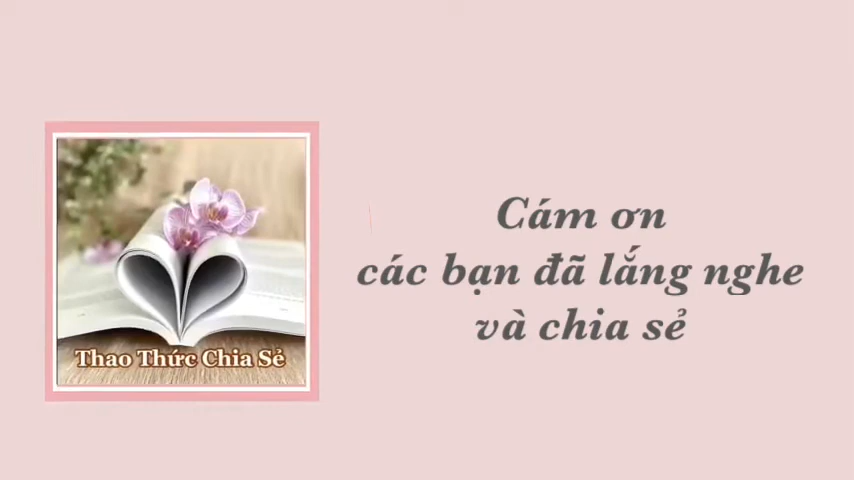 Thao Thức Chia Sẻ
Cám ơn
các bạn đã lắng nghe
và chia sẻ